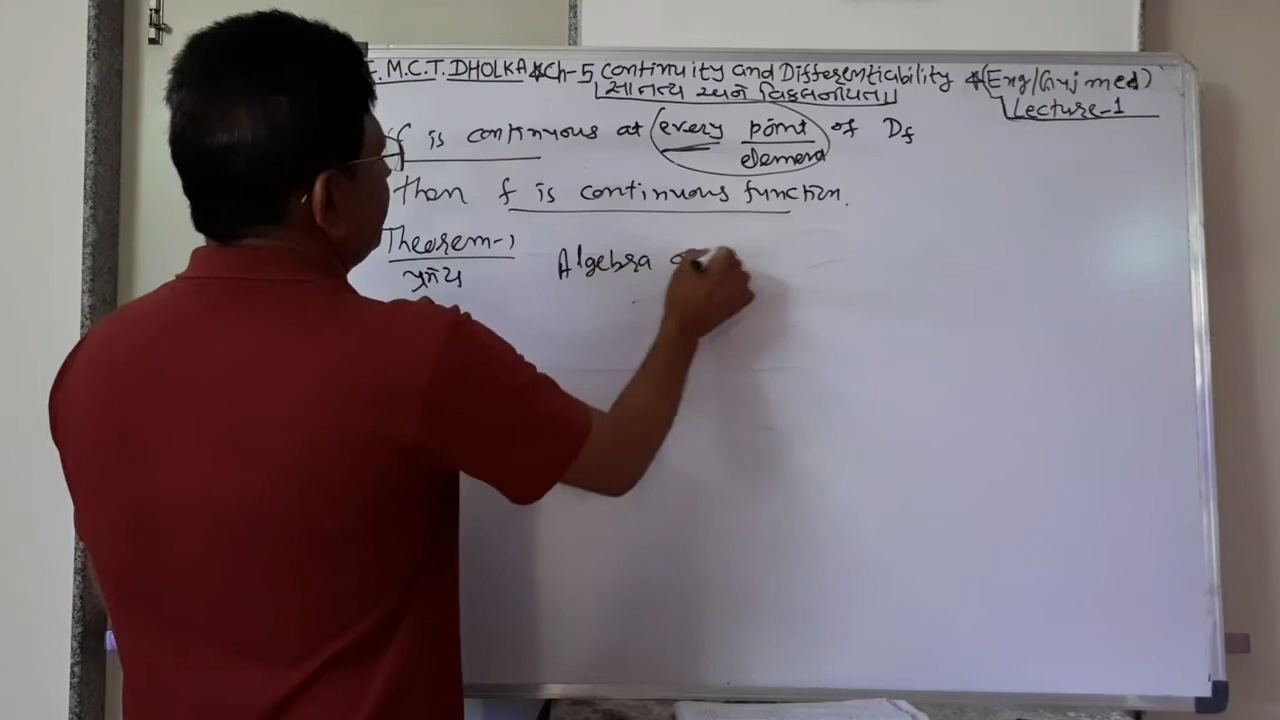 M.C.T. DHOLKA * Ch-5 Continuity and Differentiability * (Eng/Guj med)
સાતત્ય અને વિકલનીયતા
Lecture-1
f is continuous at every point of Df
element
then f is continuous function.
Theorem-1 Algebra
પ્રમેય